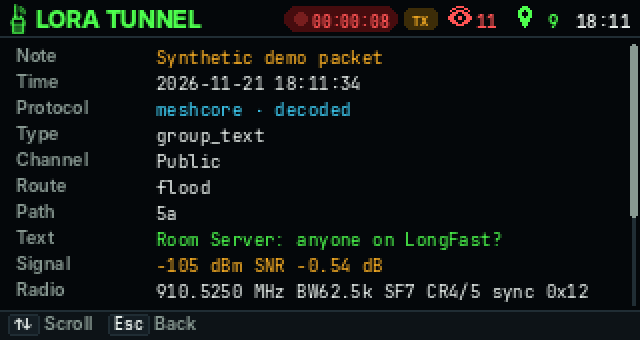 LORA TUNNEL 00:00:08 TX 11 9 18:11
Note Synthetic demo packet
Time 2026-11-21 18:11:34
Protocol meshcore · decoded
Type group_text
Channel Public
Route flood
Path 5a
Text Room Server: anyone on LongFast?
Signal -105 dBm SNR -0.54 dB
Radio 910.5250 MHz BW62.5k SF7 CR4/5 sync 0x12
↑↓ Scroll Esc Back